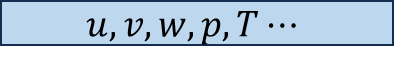 u, v, w, p, T ⋯